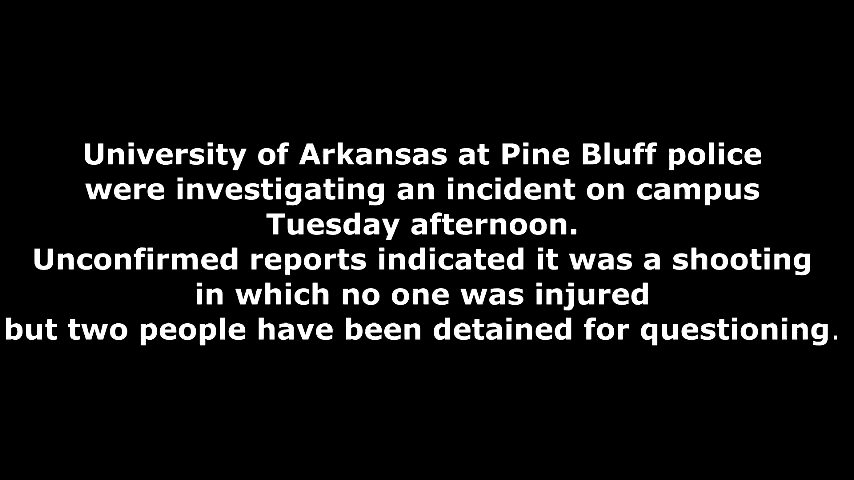 University of Arkansas at Pine Bluff police
were investigating an incident on campus
Tuesday afternoon.
Unconfirmed reports indicated it was a shooting
in which no one was injured
but two people have been detained for questioning.